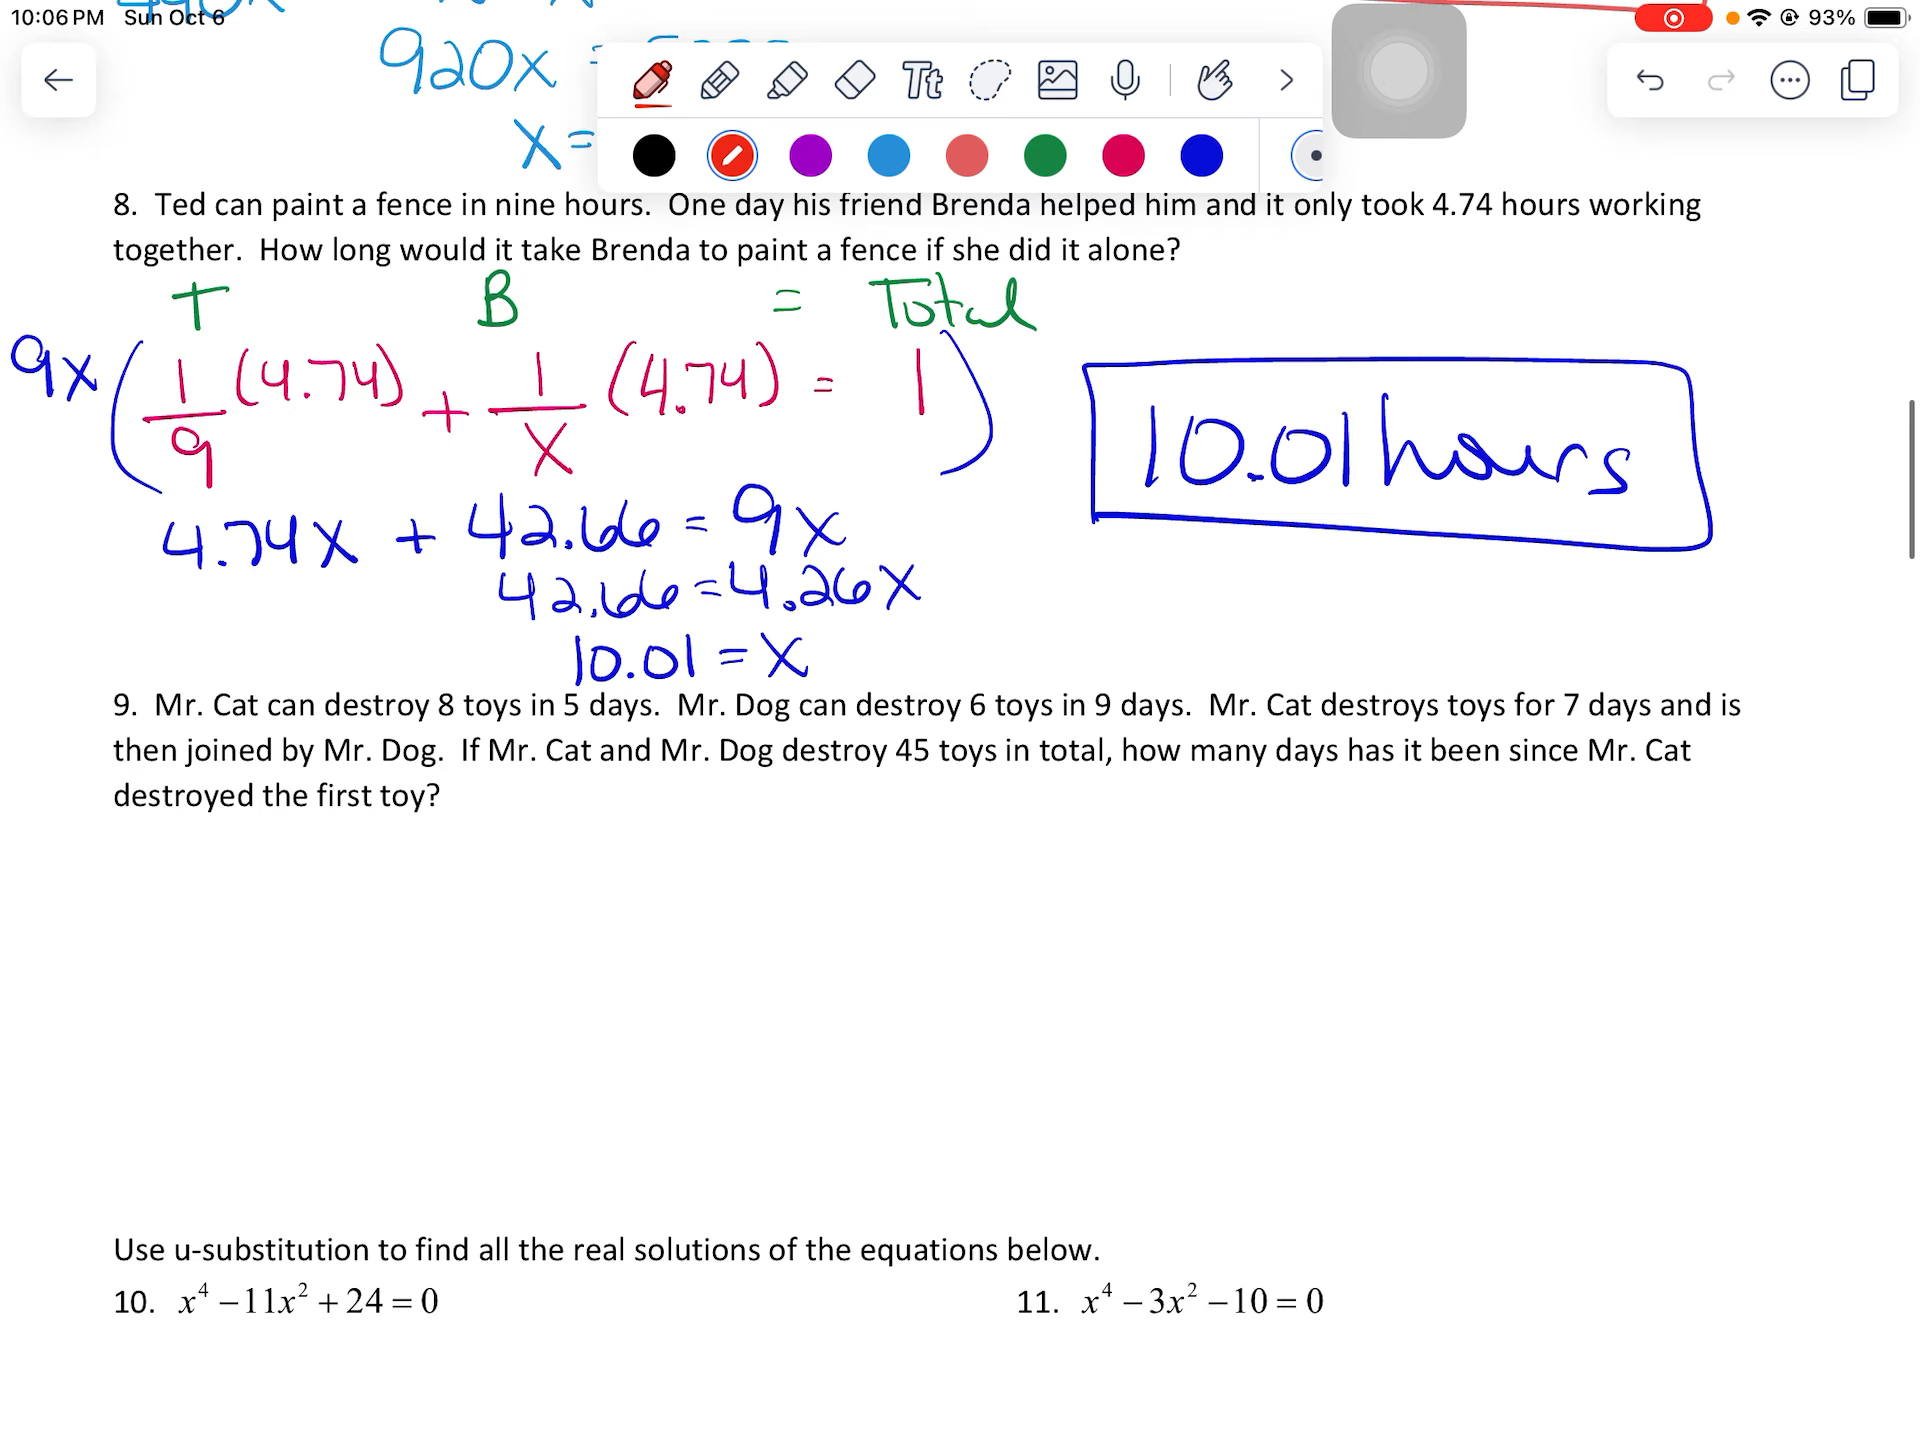 10:06 PM Sun Oct 6
93%
920x =
x =
Tt
8. Ted can paint a fence in nine hours. One day his friend Brenda helped him and it only took 4.74 hours working
together. How long would it take Brenda to paint a fence if she did it alone?
T B = Total
9x ( 1/9 (4.74) + 1/x (4.74) = 1 )
10.01 hours
4.74x + 42.66 = 9x
42.66 = 4.26x
10.01 = x
9. Mr. Cat can destroy 8 toys in 5 days. Mr. Dog can destroy 6 toys in 9 days. Mr. Cat destroys toys for 7 days and is
then joined by Mr. Dog. If Mr. Cat and Mr. Dog destroy 45 toys in total, how many days has it been since Mr. Cat
destroyed the first toy?
Use u-substitution to find all the real solutions of the equations below.
10. x⁴ – 11x² + 24 = 0 11. x⁴ – 3x² – 10 = 0